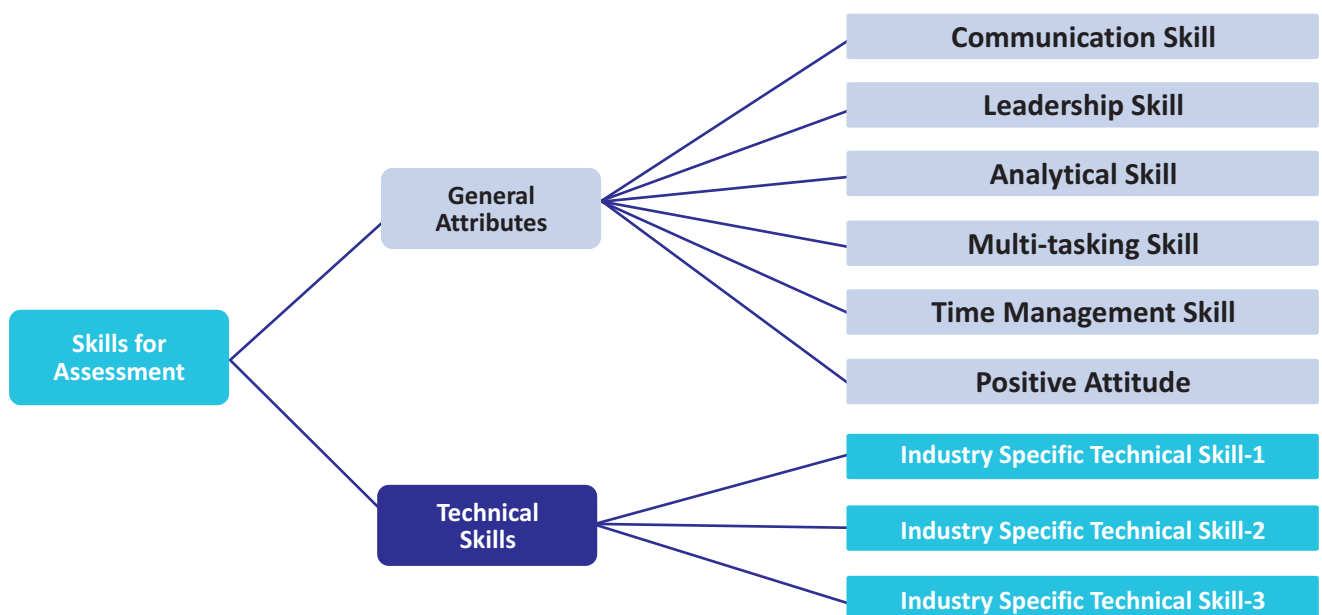 Communication Skill
Leadership Skill
Analytical Skill
General
Attributes
Multi-tasking Skill
Time Management Skill
Skills for
Assessment
Positive Attitude
Industry Specific Technical Skill-1
Technical
Skills
Industry Specific Technical Skill-2
Industry Specific Technical Skill-3